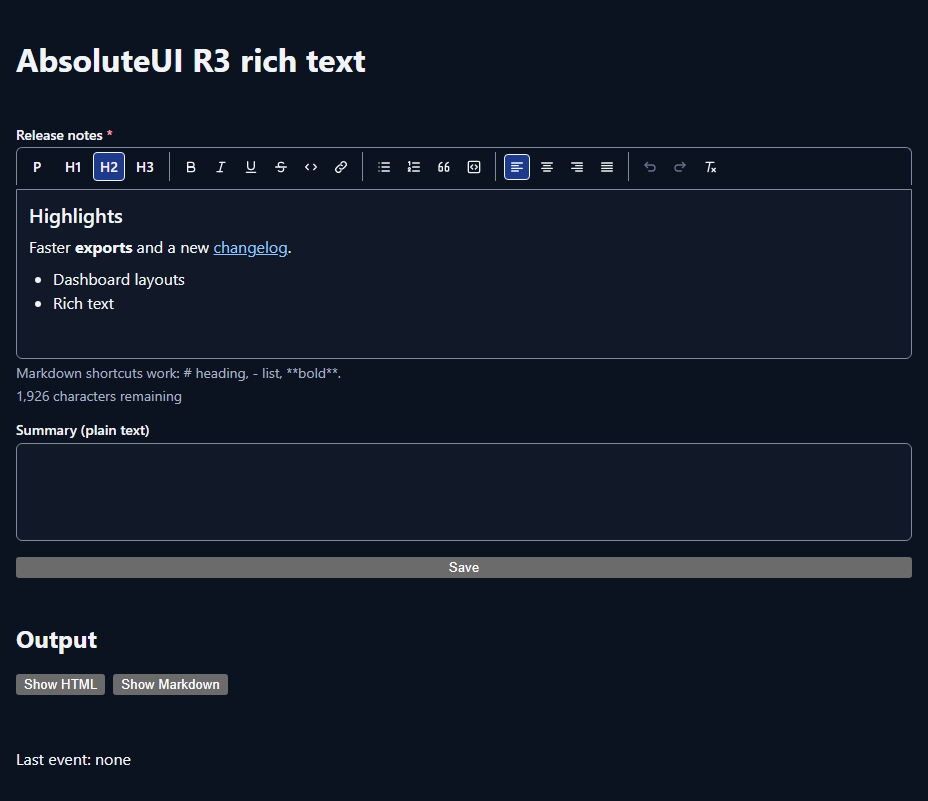 AbsoluteUI R3 rich text
Release notes *
P H1 H2 H3 B I U S <> 66 Tx
Highlights
Faster exports and a new changelog.
• Dashboard layouts
• Rich text
Markdown shortcuts work: # heading, - list, **bold**.
1,926 characters remaining
Summary (plain text)
Save
Output
Show HTML Show Markdown
Last event: none